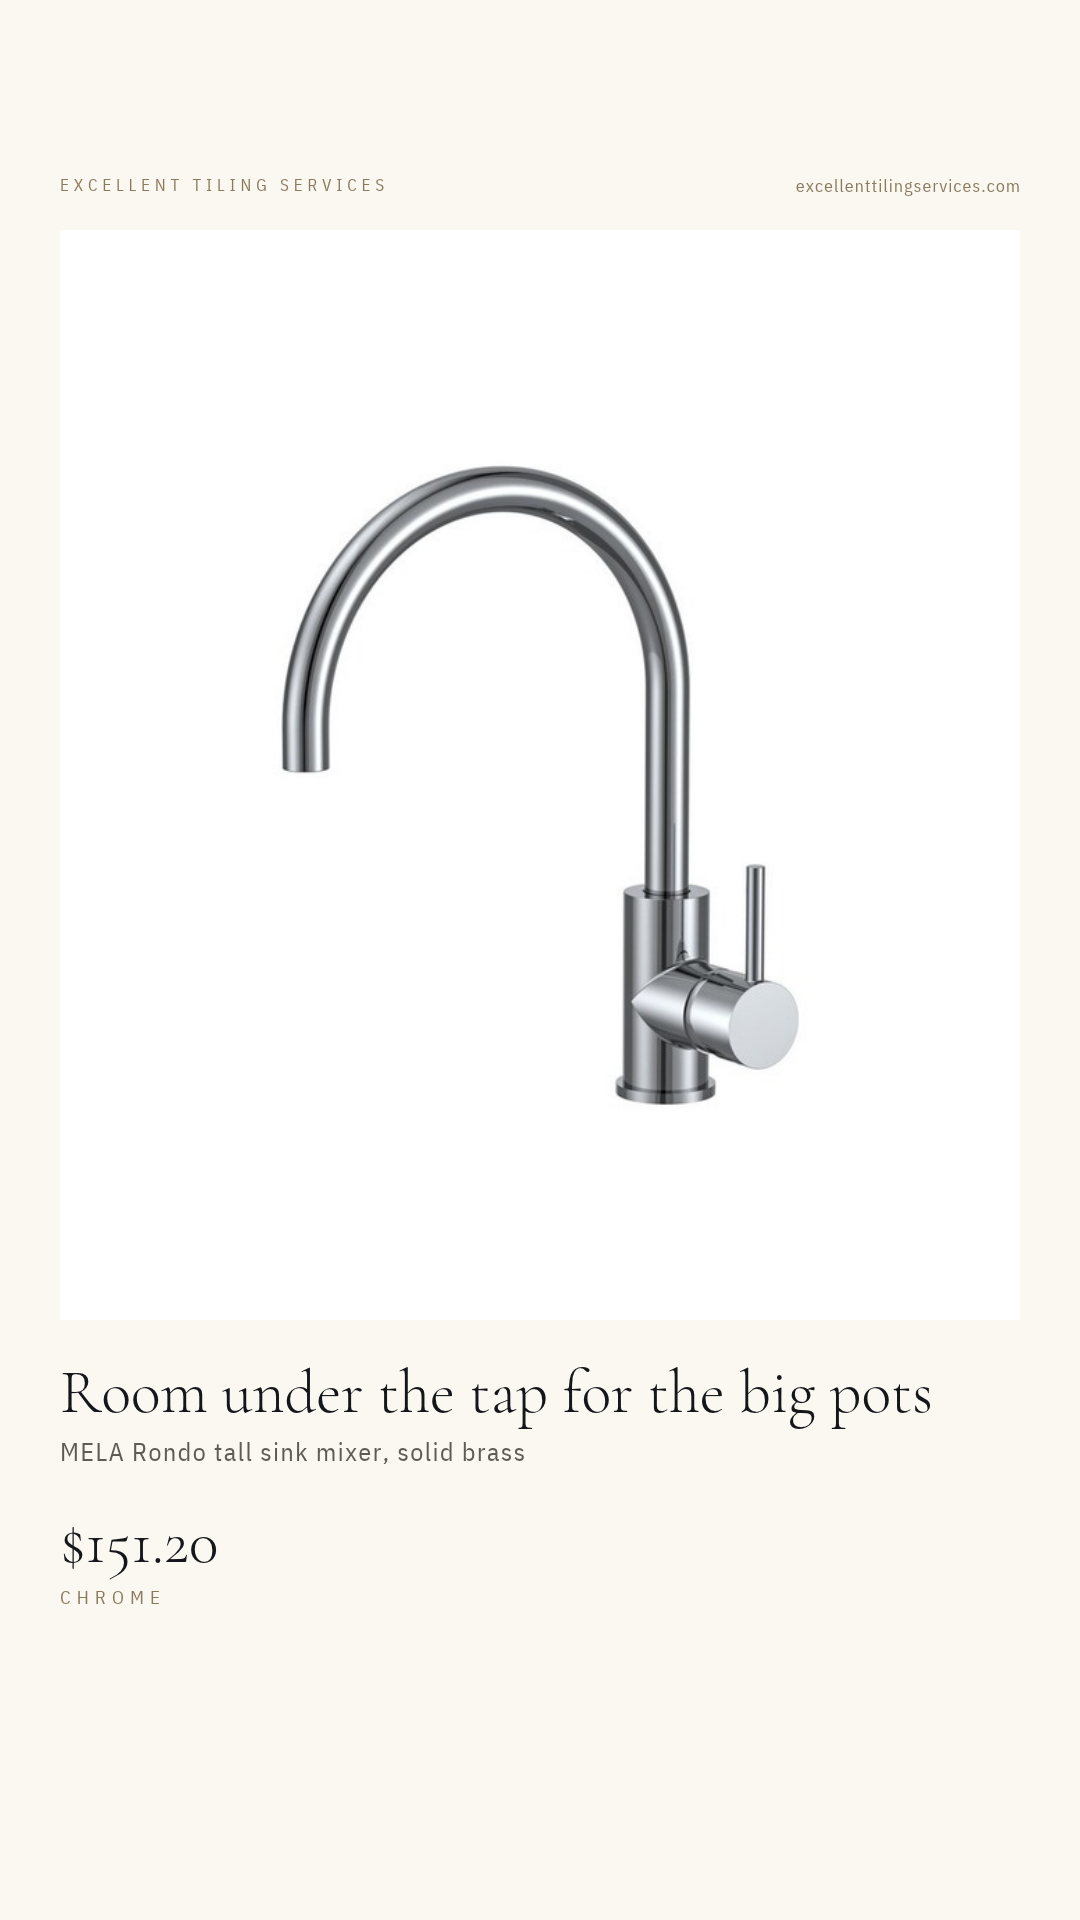 EXCELLENT TILING SERVICES
excellenttilingservices.com
Room under the tap for the big pots
MELA Rondo tall sink mixer, solid brass
$151.20
CHROME